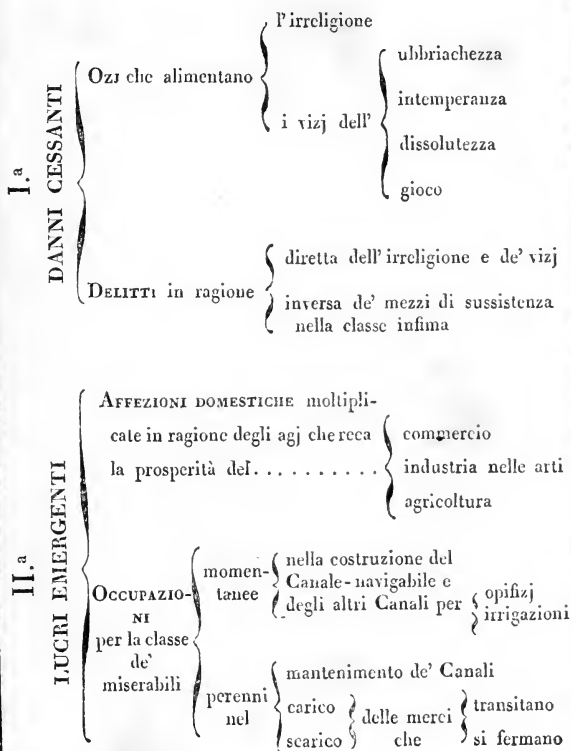 I.ª
DANNI CESSANTI
Ozj che alimentano
l'irreligione
i vizj dell'
ubbriachezza
intemperanza
dissolutezza
gioco
DELITTI in ragione
diretta dell'irreligione e de' vizj
inversa de' mezzi di sussistenza
nella classe infima
II.ª
LUCRI EMERGENTI
AFFEZIONI DOMESTICHE moltipli-
cate in ragione degli agj che reca
la prosperità del . . . . . . . . . .
commercio
industria nelle arti
agricoltura
OCCUPAZIO-
NI
per la classe
de'
miserabili
momen-
tanee
nella costruzione del
Canale-navigabile e
degli altri Canali per
opifizj
irrigazioni
perenni
nel
mantenimento de' Canali
carico
scarico
delle merci
che
transitano
si fermano